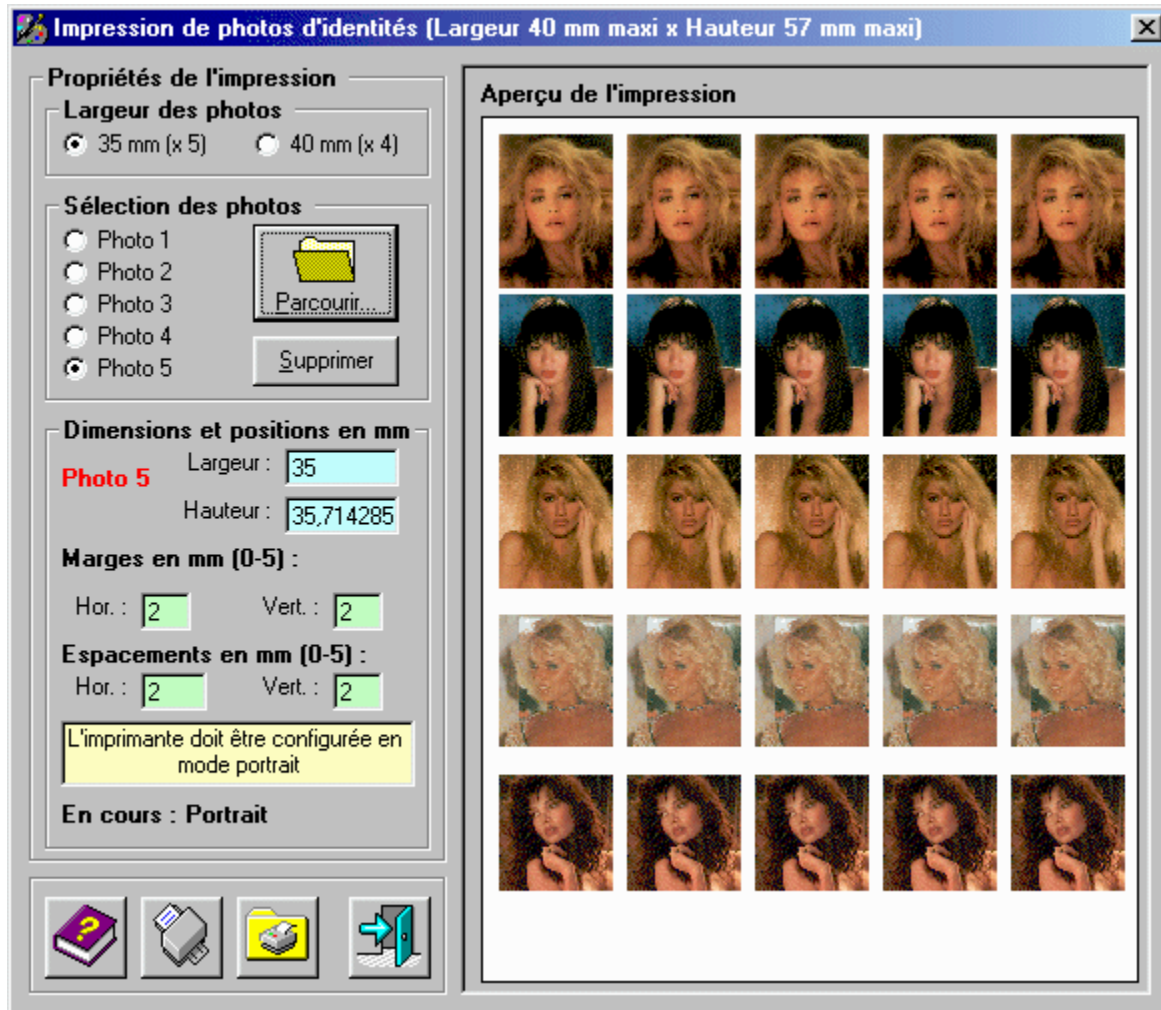 Impression de photos d'identités (Largeur 40 mm maxi x Hauteur 57 mm maxi)
Propriétés de l'impression
Largeur des photos
35 mm (x 5)
40 mm (x 4)
Sélection des photos
Photo 1
Photo 2
Photo 3
Photo 4
Photo 5
Parcourir...
Supprimer
Dimensions et positions en mm
Photo 5
Largeur :
35
Hauteur :
35,714285
Marges en mm (0-5) :
Hor. :
2
Vert. :
2
Espacements en mm (0-5) :
Hor. :
2
Vert. :
2
L'imprimante doit être configurée en
mode portrait
En cours : Portrait
Aperçu de l'impression